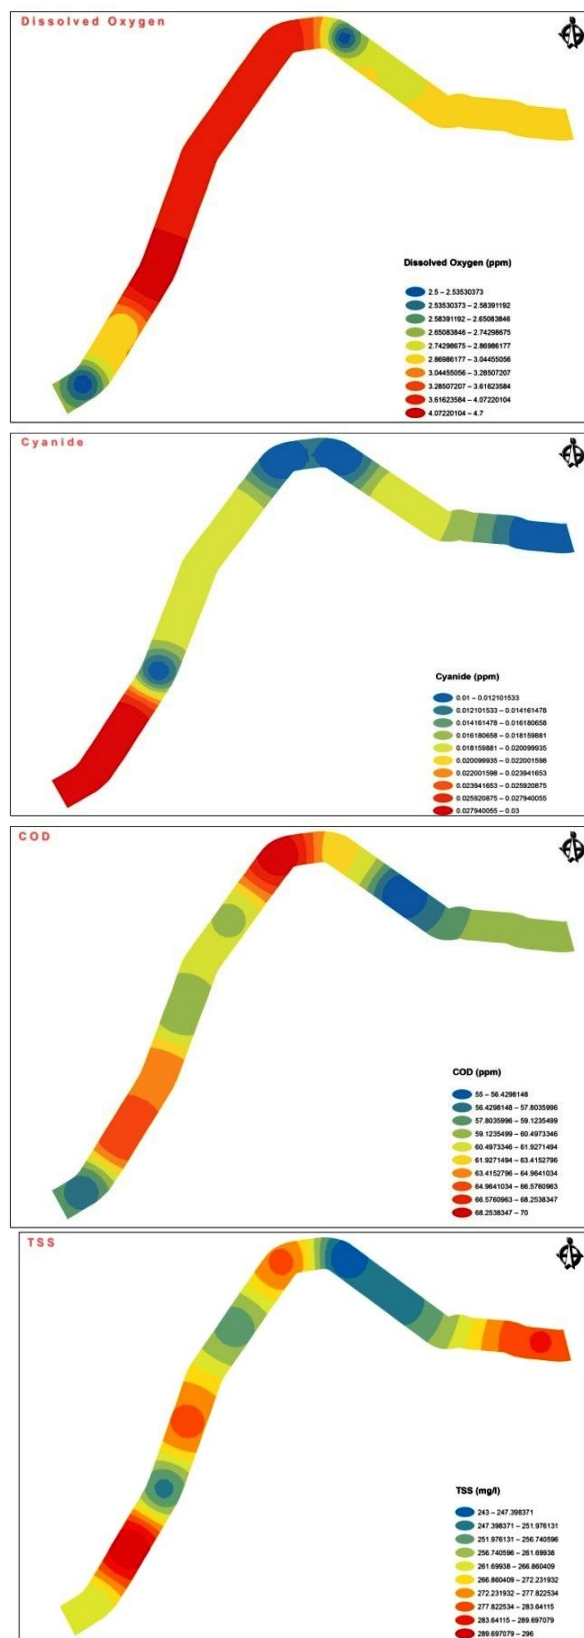 Dissolved Oxygen
Dissolved Oxygen (ppm)
2.5 – 2.53530373
2.53530373 – 2.58391192
2.58391192 – 2.65083846
2.65083846 – 2.74298675
2.74298675 – 2.86986177
2.86986177 – 3.04455056
3.04455056 – 3.28507207
3.28507207 – 3.61623584
3.61623584 – 4.07220104
4.07220104 – 4.7
Cyanide
Cyanide (ppm)
0.01 – 0.012101533
0.012101533 – 0.014161478
0.014161478 – 0.016180658
0.016180658 – 0.018159881
0.018159881 – 0.020099935
0.020099935 – 0.022001598
0.022001598 – 0.023941653
0.023941653 – 0.025920875
0.025920875 – 0.027940055
0.027940055 – 0.03
COD
COD (ppm)
55 – 56.4298148
56.4298148 – 57.8035996
57.8035996 – 59.1235499
59.1235499 – 60.4973346
60.4973346 – 61.9271494
61.9271494 – 63.4152796
63.4152796 – 64.9641034
64.9641034 – 66.5760963
66.5760963 – 68.2538347
68.2538347 – 70
TSS
TSS (mg/l)
243 – 247.398371
247.398371 – 251.976131
251.976131 – 256.740596
256.740596 – 261.69938
261.69938 – 266.860409
266.860409 – 272.231932
272.231932 – 277.822534
277.822534 – 283.64115
283.64115 – 289.697079
289.697079 – 296